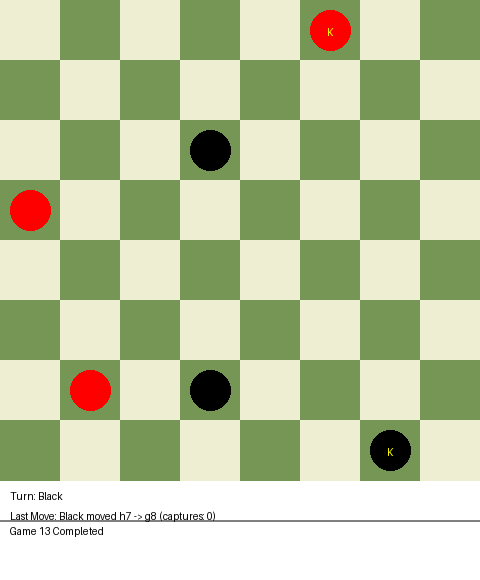 K
K
Turn: Black
Last Move: Black moved h7 -> g8 (captures: 0)
Game 13 Completed